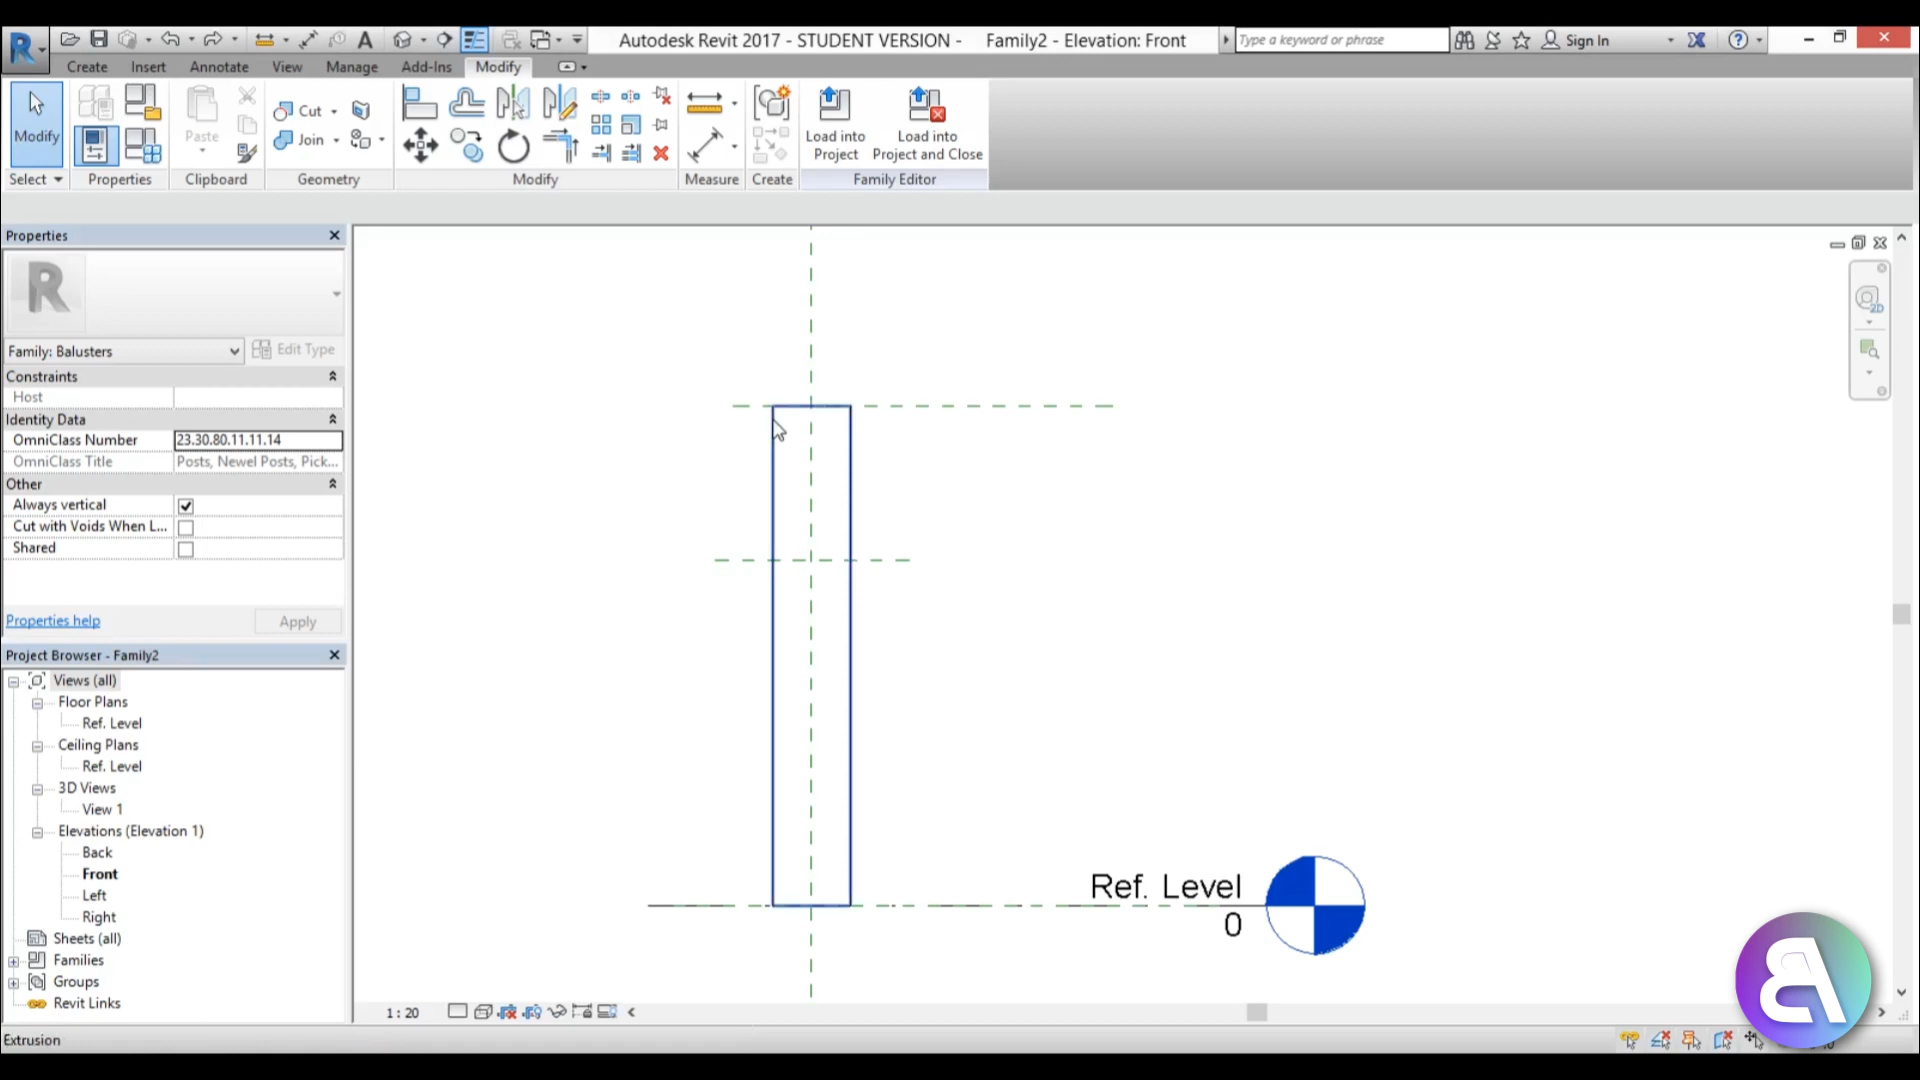 Autodesk Revit 2017 - STUDENT VERSION - Family2 - Elevation: Front
Type a keyword or phrase
Sign In
Create Insert Annotate View Manage Add-Ins Modify
Modify
Paste
Cut
Join
Load into Project
Load into Project and Close
Select Properties Clipboard Geometry Modify Measure Create Family Editor
Properties
R
Family: Balusters
Edit Type
Constraints
Host
Identity Data
OmniClass Number 23.30.80.11.11.14
OmniClass Title Posts, Newel Posts, Pick...
Other
Always vertical
Cut with Voids When L...
Shared
Properties help
Apply
Project Browser - Family2
Views (all)
Floor Plans
Ref. Level
Ceiling Plans
Ref. Level
3D Views
View 1
Elevations (Elevation 1)
Back
Front
Left
Right
Sheets (all)
Families
Groups
Revit Links
2D
Ref. Level
0
1 : 20
Extrusion